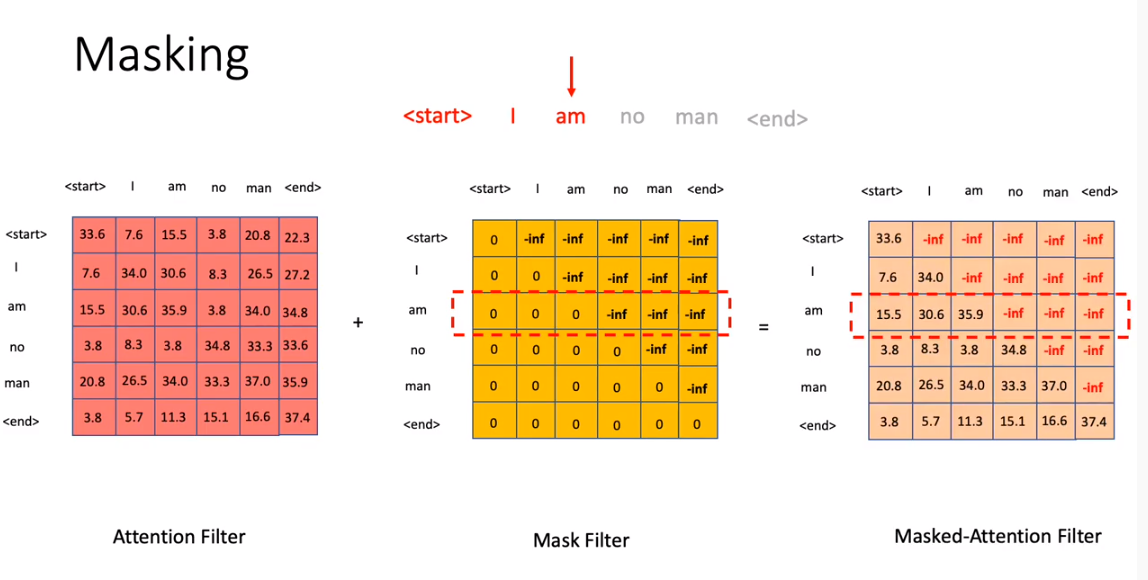 Masking
<start> I am no man <end>
<start> I am no man <end>
<start> 33.6 7.6 15.5 3.8 20.8 22.3
I 7.6 34.0 30.6 8.3 26.5 27.2
am 15.5 30.6 35.9 3.8 34.0 34.8
no 3.8 8.3 3.8 34.8 33.3 33.6
man 20.8 26.5 34.0 33.3 37.0 35.9
<end> 3.8 5.7 11.3 15.1 16.6 37.4
Attention Filter
+
<start> I am no man <end>
<start> 0 -inf -inf -inf -inf -inf
I 0 0 -inf -inf -inf -inf
am 0 0 0 -inf -inf -inf
no 0 0 0 0 -inf -inf
man 0 0 0 0 0 -inf
<end> 0 0 0 0 0 0
Mask Filter
=
<start> I am no man <end>
<start> 33.6 -inf -inf -inf -inf -inf
I 7.6 34.0 -inf -inf -inf -inf
am 15.5 30.6 35.9 -inf -inf -inf
no 3.8 8.3 3.8 34.8 -inf -inf
man 20.8 26.5 34.0 33.3 37.0 -inf
<end> 3.8 5.7 11.3 15.1 16.6 37.4
Masked-Attention Filter